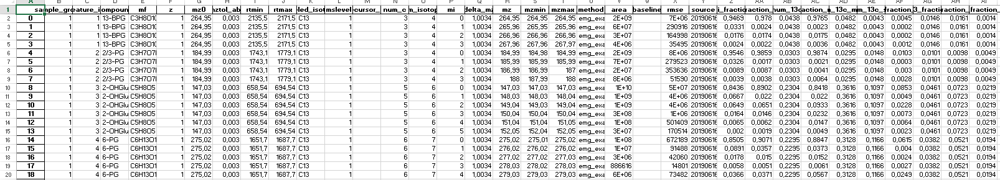 A B C D E F G H I J K L M N O P Q R S T U V W X Y Z AA AB AC AD AE AF AG AH AI
1 mf z mz0 rtmin rtmax mslevel num_c mi mz mzmin mzmax method area baseline rmse source
2 0 1 1 13-BPG C3H8O10 1 264,95 0,003 2135,5 2171,5 C13 1 3 4 0 1,0034 264,95 264,95 264,95 emg_exa 2E+09 7E+06 20190616 0,9469 0,978 0,0438 0,9765 0,0482 0,0043 0,0045 0,0146 0,0161 0,0014
3 1 1 1 13-BPG C3H8O10 1 264,95 0,003 2135,5 2171,5 C13 1 3 4 1 1,0034 265,96 265,95 265,96 emg_exa 6E+07 290916 20190616 0,0331 0,0024 0,0438 0,0023 0,0482 0,0043 0,0002 0,0146 0,0161 0,0014
4 2 1 1 13-BPG C3H8O10 1 264,95 0,003 2135,5 2171,5 C13 1 3 4 2 1,0034 266,96 266,96 266,96 emg_exa 3E+07 164998 20190616 0,0176 0,0174 0,0438 0,0175 0,0482 0,0043 0,0012 0,0146 0,0161 0,0014
5 3 1 1 13-BPG C3H8O10 1 264,95 0,003 2135,5 2171,5 C13 1 3 4 3 1,0034 267,96 267,96 267,97 emg_exa 4E+06 35495 20190616 0,0024 0,0022 0,0438 0,0036 0,0482 0,0043 0,0012 0,0146 0,0161 0,0014
6 4 1 2 2/3-PG C3H7O7 1 184,99 0,003 1743,1 1779,1 C13 1 3 4 0 1,0034 184,99 184,98 184,99 emg_exa 2E+09 8E+06 20190616 0,9546 0,9859 0,0303 0,9874 0,0295 0,0148 0,0103 0,0101 0,0098 0,0049
7 5 1 2 2/3-PG C3H7O7 1 184,99 0,003 1743,1 1779,1 C13 1 3 4 1 1,0034 185,99 185,99 185,99 emg_exa 7E+07 279523 20190616 0,0326 0,0017 0,0303 0,0021 0,0295 0,0148 0,0003 0,0101 0,0098 0,0049
8 6 1 2 2/3-PG C3H7O7 1 184,99 0,003 1743,1 1779,1 C13 1 3 4 2 1,0034 186,99 186,99 187 emg_exa 2E+07 353636 20190616 0,0089 0,0087 0,0303 0,0041 0,0295 0,0148 0,003 0,0101 0,0098 0,0049
9 7 1 2 2/3-PG C3H7O7 1 184,99 0,003 1743,1 1779,1 C13 1 3 4 3 1,0034 188 187,99 188 emg_exa 8E+06 51590 20190616 0,0039 0,0039 0,0303 0,0064 0,0295 0,0148 0,0028 0,0101 0,0098 0,0049
10 8 1 3 2-OHGlu C5H8O5 1 147,03 0,003 658,54 694,54 C13 1 5 6 0 1,0034 147,03 147,03 147,03 emg_exa 1E+10 5E+07 20190616 0,8436 0,8902 0,2304 0,8418 0,3616 0,1097 0,0853 0,0461 0,0723 0,0219
11 9 1 3 2-OHGlu C5H8O5 1 147,03 0,003 658,54 694,54 C13 1 5 6 1 1,0034 148,03 148,03 148,04 emg_exa 1E+09 4E+06 20190616 0,0667 0,022 0,2304 0,022 0,3616 0,1097 0,0049 0,0461 0,0723 0,0219
12 10 1 3 2-OHGlu C5H8O5 1 147,03 0,003 658,54 694,54 C13 1 5 6 2 1,0034 149,04 149,03 149,04 emg_exa 1E+09 4E+06 20190616 0,0649 0,0651 0,2304 0,0933 0,3616 0,1097 0,0228 0,0461 0,0723 0,0219
13 11 1 3 2-OHGlu C5H8O5 1 147,03 0,003 658,54 694,54 C13 1 5 6 3 1,0034 150,04 150,04 150,04 emg_exa 3E+08 1E+06 20190616 0,0164 0,0146 0,2304 0,0232 0,3616 0,1097 0,0073 0,0461 0,0723 0,0219
14 12 1 3 2-OHGlu C5H8O5 1 147,03 0,003 658,54 694,54 C13 1 5 6 4 1,0034 151,04 151,04 151,05 emg_exa 1E+08 501409 20190616 0,0065 0,0062 0,2304 0,0147 0,3616 0,1097 0,0064 0,0461 0,0723 0,0219
15 13 1 3 2-OHGlu C5H8O5 1 147,03 0,003 658,54 694,54 C13 1 5 6 5 1,0034 152,05 152,04 152,05 emg_exa 3E+07 170514 20190616 0,002 0,0019 0,2304 0,0049 0,3616 0,1097 0,0023 0,0461 0,0723 0,0219
16 14 1 4 6-PG C6H13O1 1 275,02 0,003 1651,7 1687,7 C13 1 6 7 0 1,0034 275,02 275,01 275,02 emg_exa 1E+08 672189 20190616 0,8505 0,9071 0,2295 0,8847 0,3128 0,1166 0,0615 0,0382 0,0521 0,0194
17 15 1 4 6-PG C6H13O1 1 275,02 0,003 1651,7 1687,7 C13 1 6 7 1 1,0034 276,02 276,02 276,02 emg_exa 1E+07 91488 20190616 0,0891 0,0357 0,2295 0,0373 0,3128 0,1166 0,004 0,0382 0,0521 0,0194
18 16 1 4 6-PG C6H13O1 1 275,02 0,003 1651,7 1687,7 C13 1 6 7 2 1,0034 277,02 277,02 277,03 emg_exa 3E+06 42060 20190616 0,0178 0,015 0,2295 0,0152 0,3128 0,1166 0,0024 0,0382 0,0521 0,0194
19 17 1 4 6-PG C6H13O1 1 275,02 0,003 1651,7 1687,7 C13 1 6 7 3 1,0034 278,03 278,02 278,03 emg_exa 886616 14801 20190616 0,0058 0,0051 0,2295 0,0061 0,3128 0,1166 0,0027 0,0382 0,0521 0,0194
20 18 1 4 6-PG C6H13O1 1 275,02 0,003 1651,7 1687,7 C13 1 6 7 4 1,0034 279,03 279,03 279,03 emg_exa 6E+06 73482 20190616 0,0366 0,0371 0,2295 0,0567 0,3128 0,1166 0,0249 0,0382 0,0521 0,0194